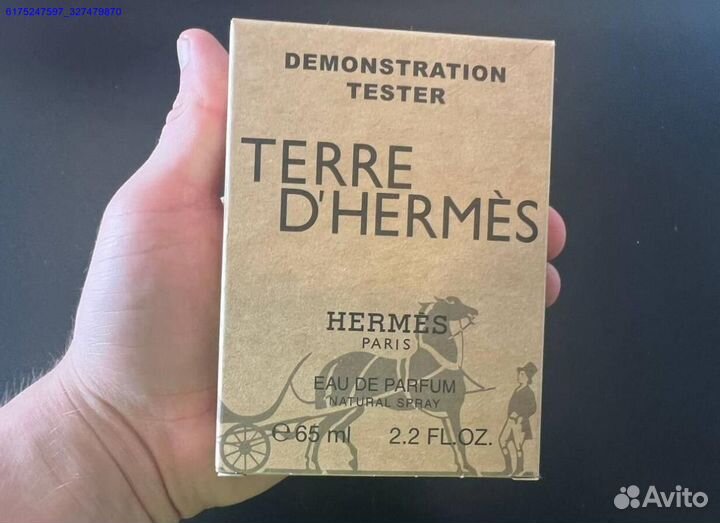 6175247597_327479870
DEMONSTRATION
TESTER
TERRE
D'HERMÈS
HERMÈS
PARIS
EAU DE PARFUM
NATURAL SPRAY
e 65 ml 2.2 FL.OZ.
Avito